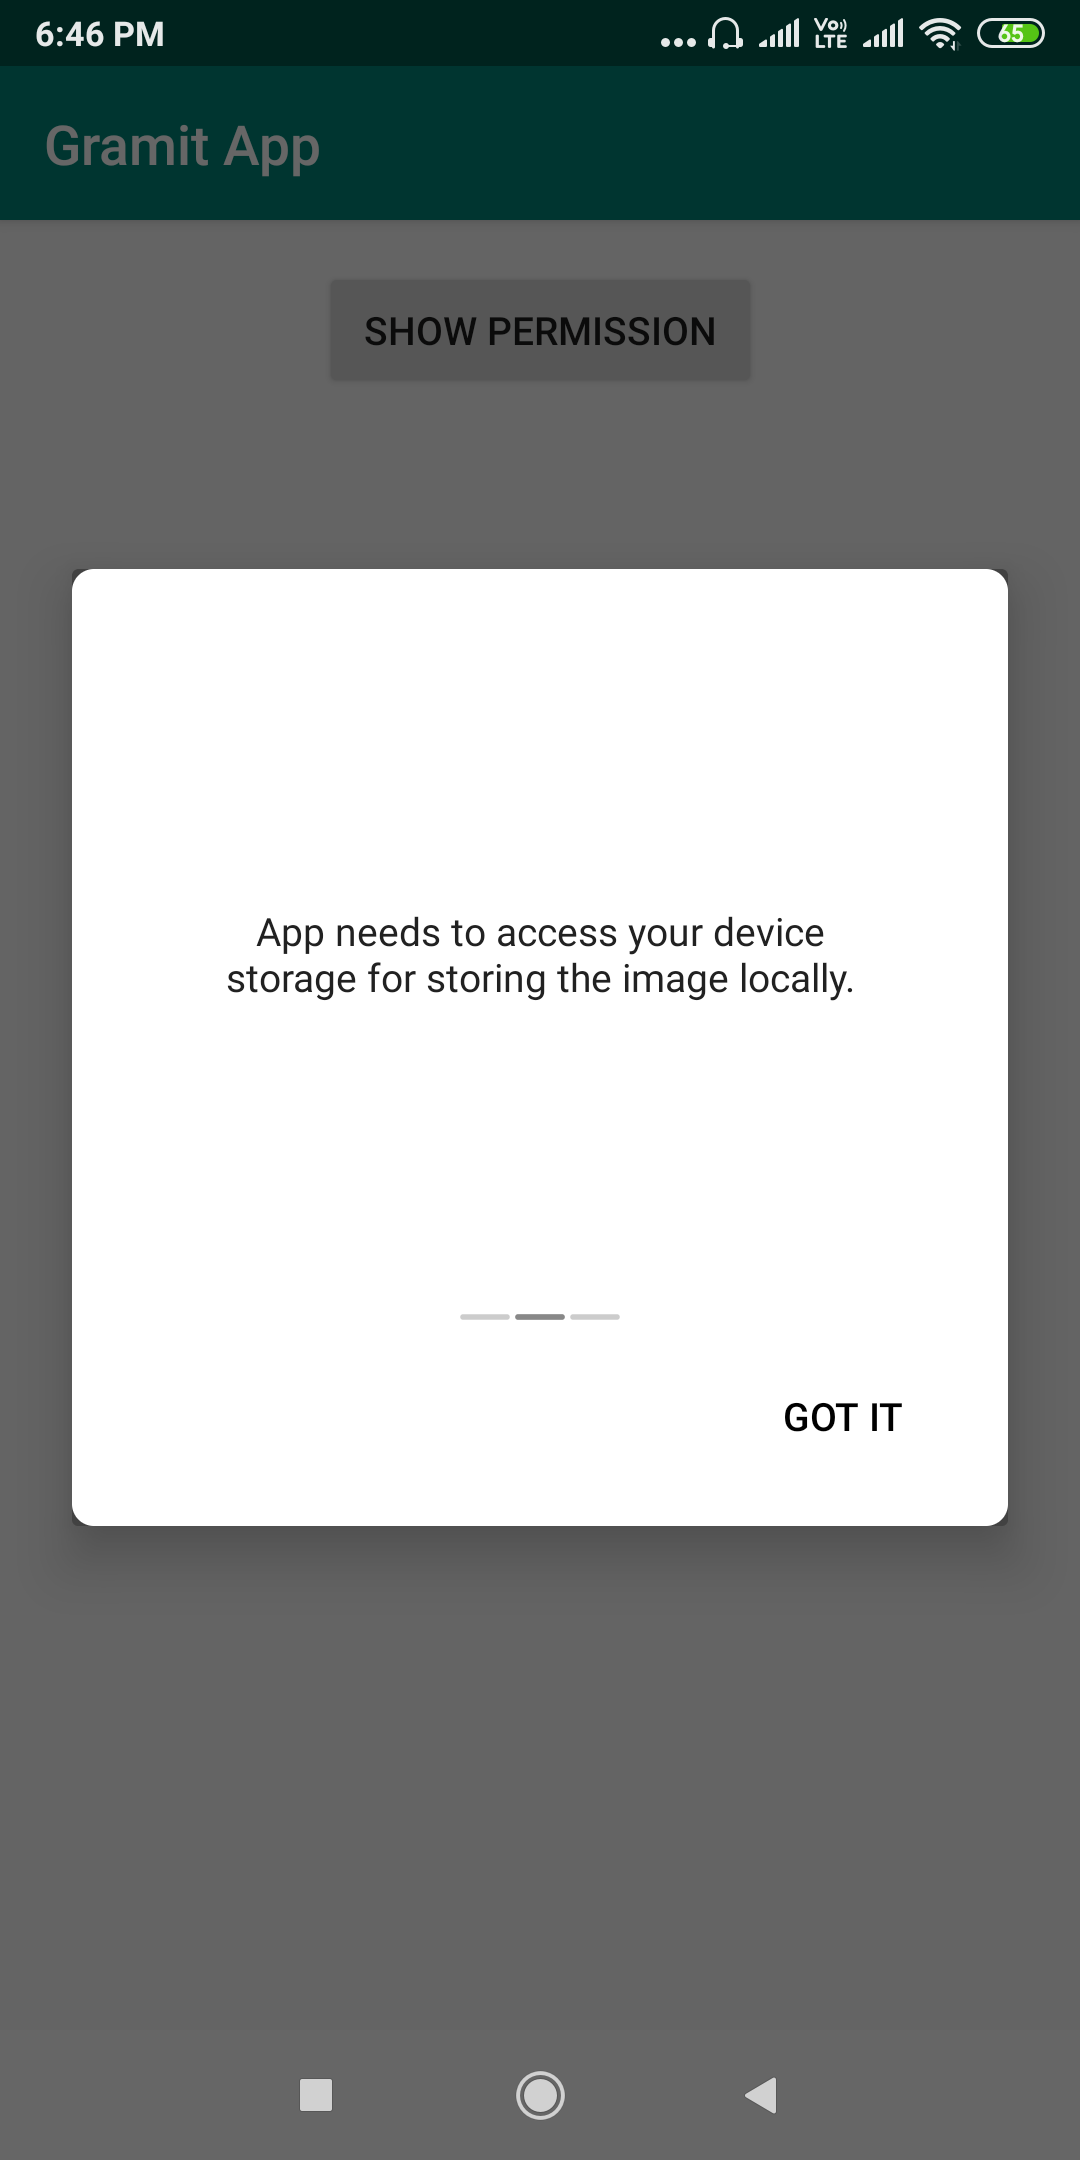 6:46 PM
Vo
LTE
65
Gramit App
SHOW PERMISSION
App needs to access your device
storage for storing the image locally.
GOT IT